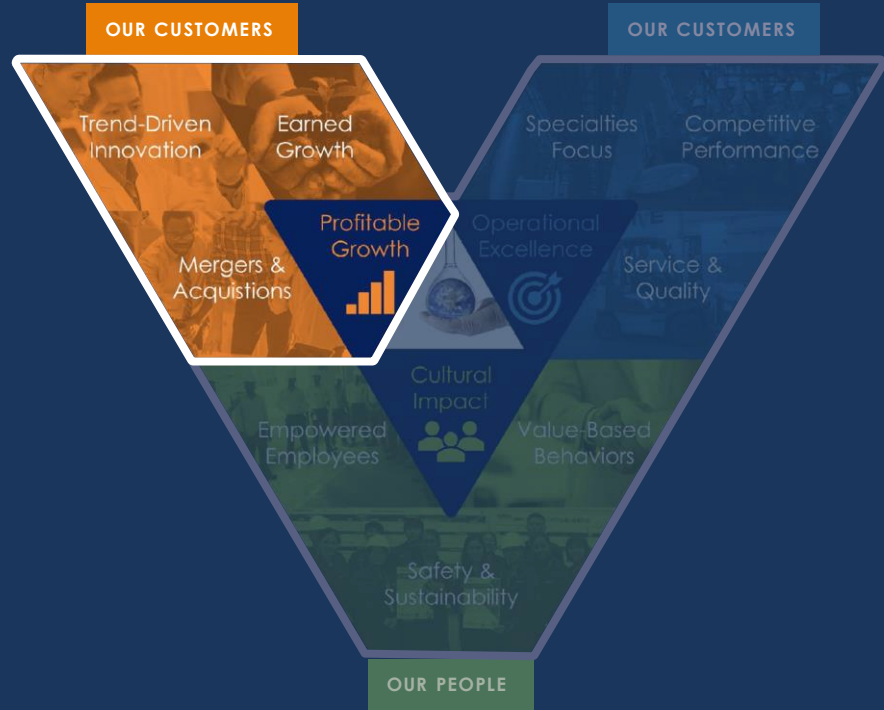 OUR CUSTOMERS
OUR CUSTOMERS
Trend-Driven
Innovation
Earned
Growth
Specialties
Focus
Competitive
Performance
Profitable
Growth
Operational
Excellence
Mergers &
Acquistions
Service &
Quality
Cultural
Impact
Empowered
Employees
Value-Based
Behaviors
Safety &
Sustainability
OUR PEOPLE